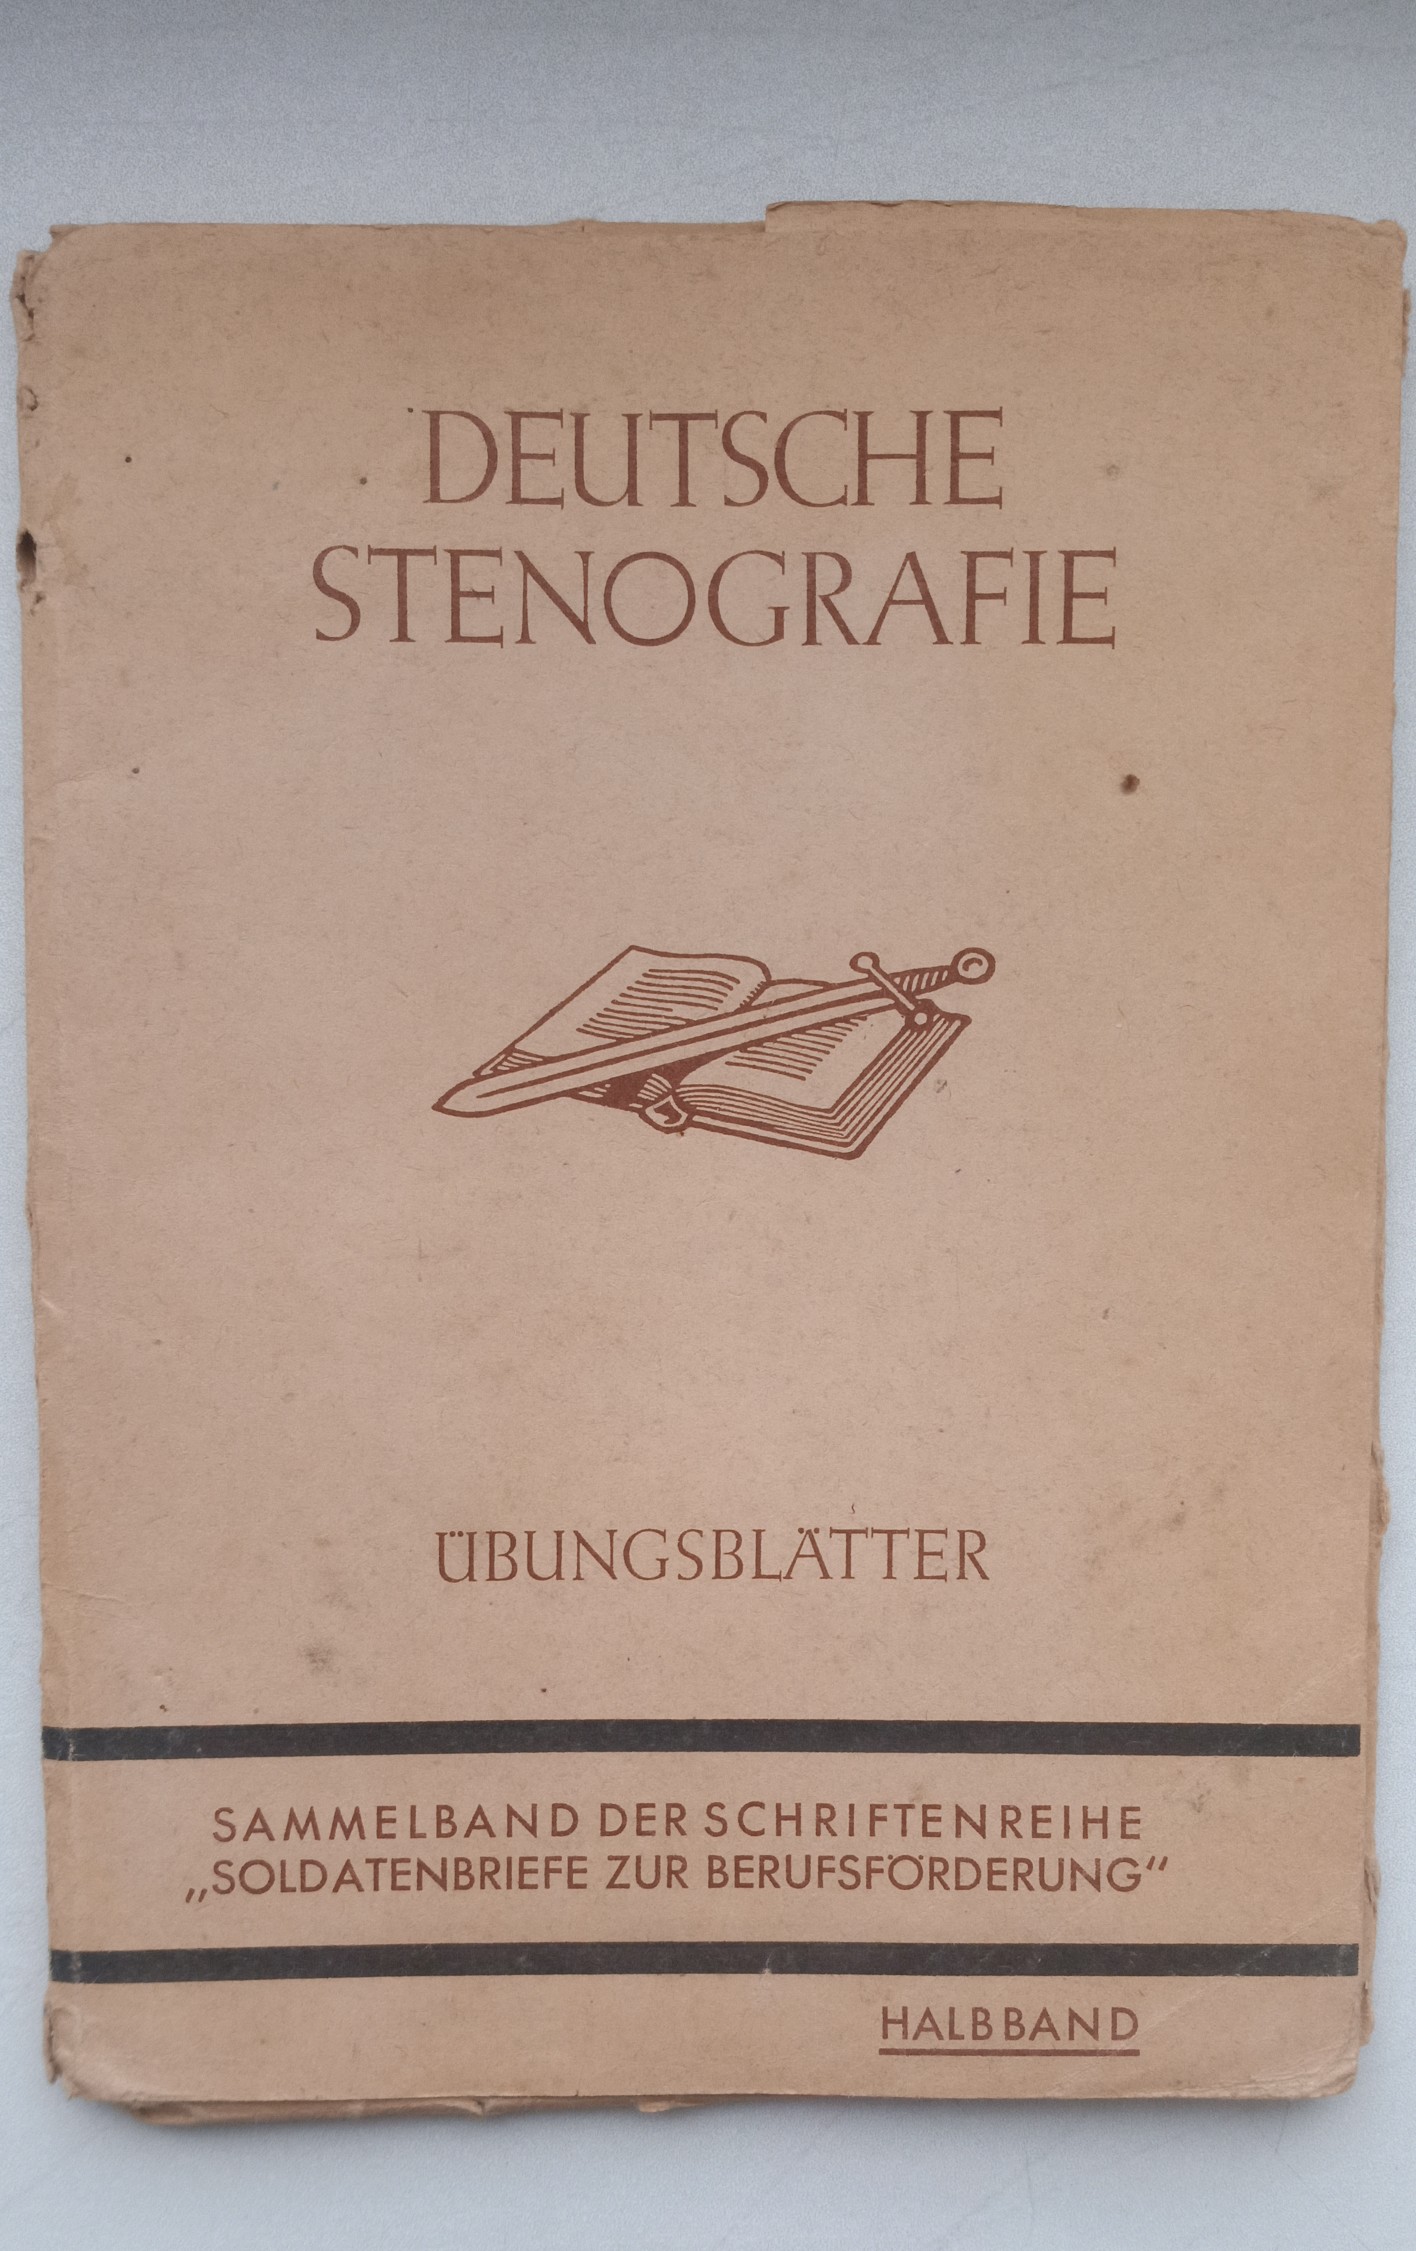 DEUTSCHE
STENOGRAFIE
ÜBUNGSBLÄTTER
SAMMELBAND DER SCHRIFTENREIHE
„SOLDATENBRIEFE ZUR BERUFSFÖRDERUNG“
HALBBAND